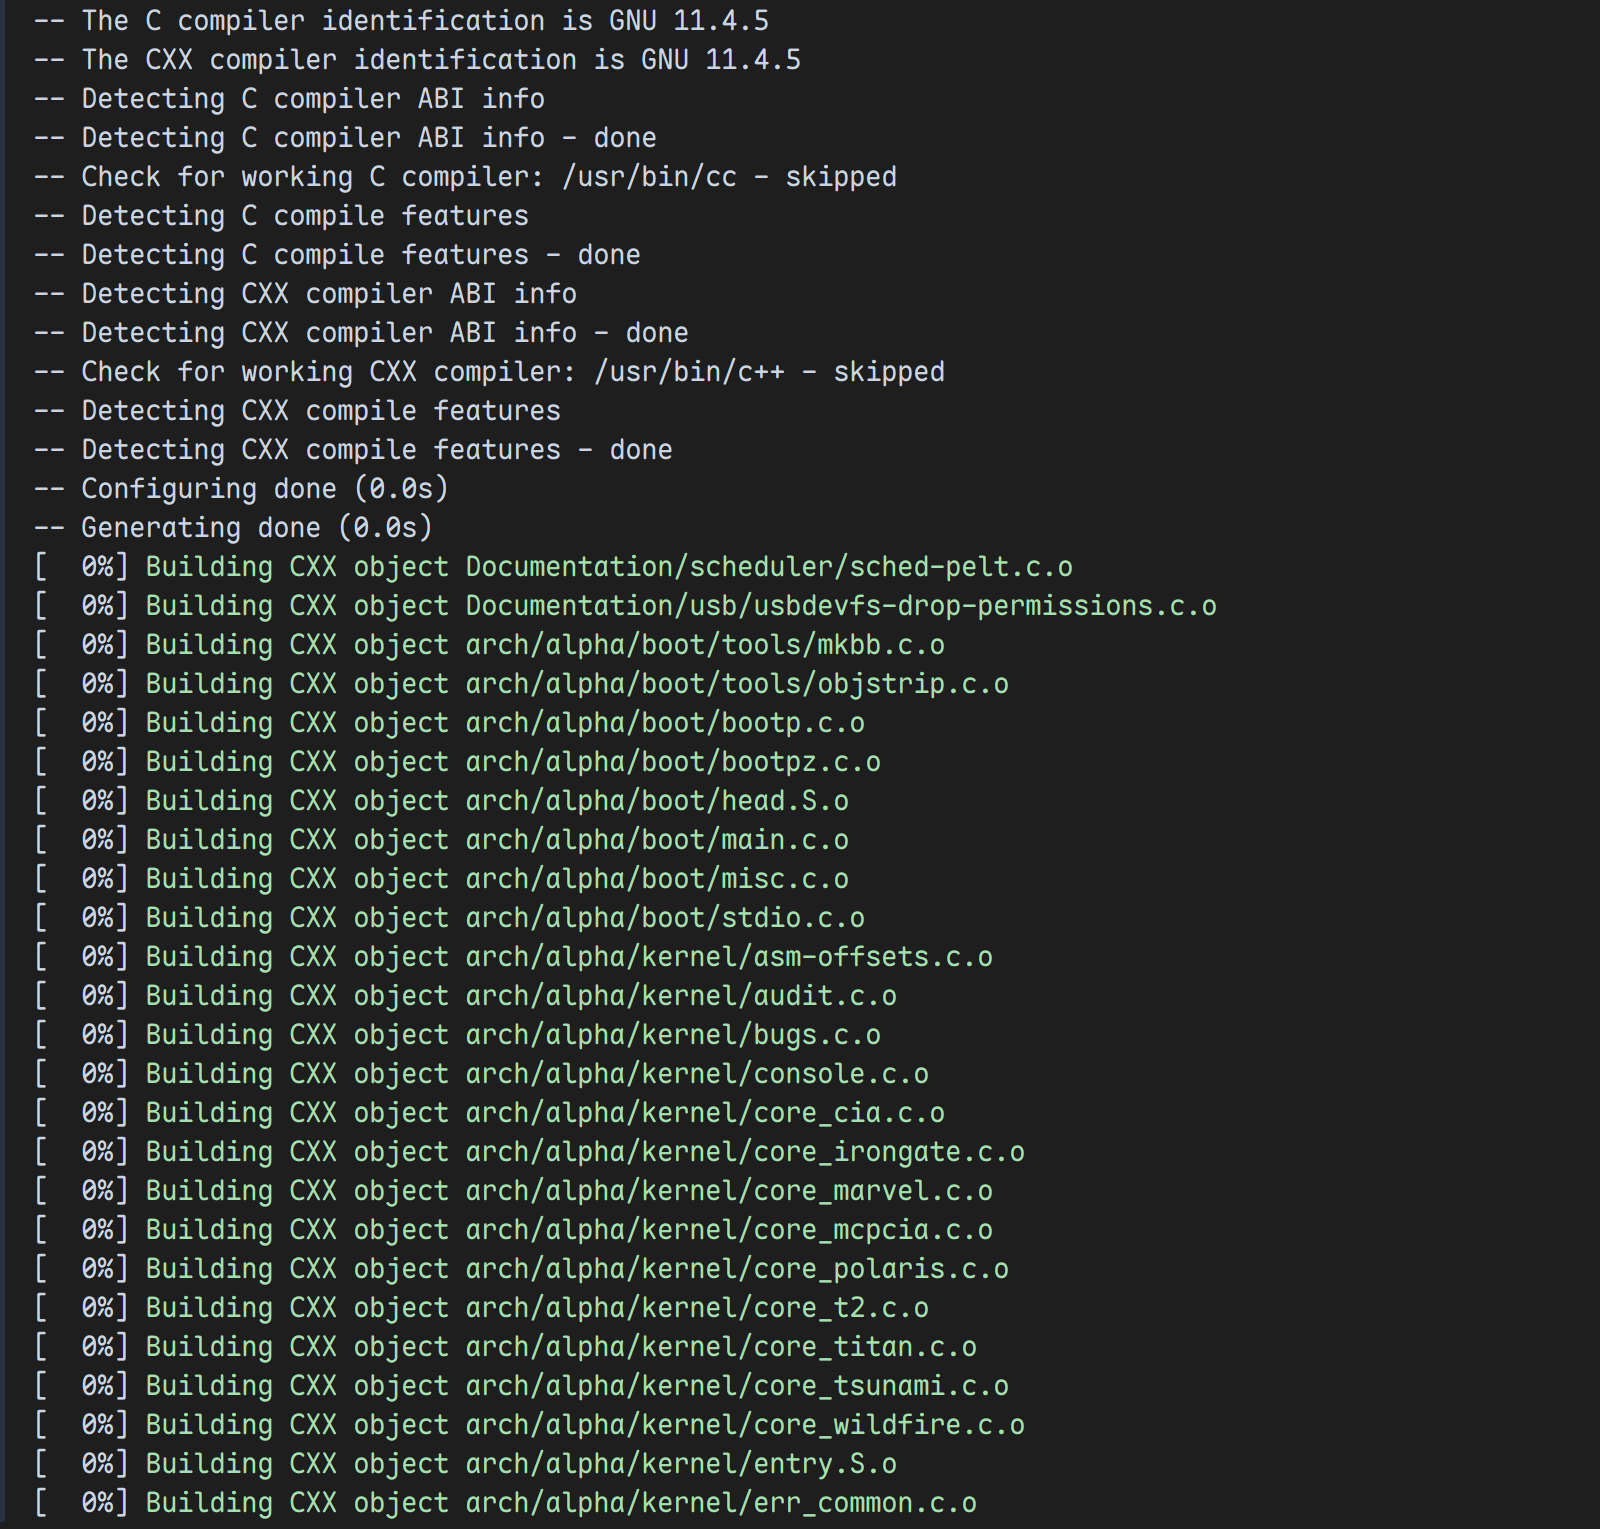 -- The C compiler identification is GNU 11.4.5
-- The CXX compiler identification is GNU 11.4.5
-- Detecting C compiler ABI info
-- Detecting C compiler ABI info - done
-- Check for working C compiler: /usr/bin/cc - skipped
-- Detecting C compile features
-- Detecting C compile features - done
-- Detecting CXX compiler ABI info
-- Detecting CXX compiler ABI info - done
-- Check for working CXX compiler: /usr/bin/c++ - skipped
-- Detecting CXX compile features
-- Detecting CXX compile features - done
-- Configuring done (0.0s)
-- Generating done (0.0s)
[  0%] Building CXX object Documentation/scheduler/sched-pelt.c.o
[  0%] Building CXX object Documentation/usb/usbdevfs-drop-permissions.c.o
[  0%] Building CXX object arch/alpha/boot/tools/mkbb.c.o
[  0%] Building CXX object arch/alpha/boot/tools/objstrip.c.o
[  0%] Building CXX object arch/alpha/boot/bootp.c.o
[  0%] Building CXX object arch/alpha/boot/bootpz.c.o
[  0%] Building CXX object arch/alpha/boot/head.S.o
[  0%] Building CXX object arch/alpha/boot/main.c.o
[  0%] Building CXX object arch/alpha/boot/misc.c.o
[  0%] Building CXX object arch/alpha/boot/stdio.c.o
[  0%] Building CXX object arch/alpha/kernel/asm-offsets.c.o
[  0%] Building CXX object arch/alpha/kernel/audit.c.o
[  0%] Building CXX object arch/alpha/kernel/bugs.c.o
[  0%] Building CXX object arch/alpha/kernel/console.c.o
[  0%] Building CXX object arch/alpha/kernel/core_cia.c.o
[  0%] Building CXX object arch/alpha/kernel/core_irongate.c.o
[  0%] Building CXX object arch/alpha/kernel/core_marvel.c.o
[  0%] Building CXX object arch/alpha/kernel/core_mcpcia.c.o
[  0%] Building CXX object arch/alpha/kernel/core_polaris.c.o
[  0%] Building CXX object arch/alpha/kernel/core_t2.c.o
[  0%] Building CXX object arch/alpha/kernel/core_titan.c.o
[  0%] Building CXX object arch/alpha/kernel/core_tsunami.c.o
[  0%] Building CXX object arch/alpha/kernel/core_wildfire.c.o
[  0%] Building CXX object arch/alpha/kernel/entry.S.o
[  0%] Building CXX object arch/alpha/kernel/err_common.c.o